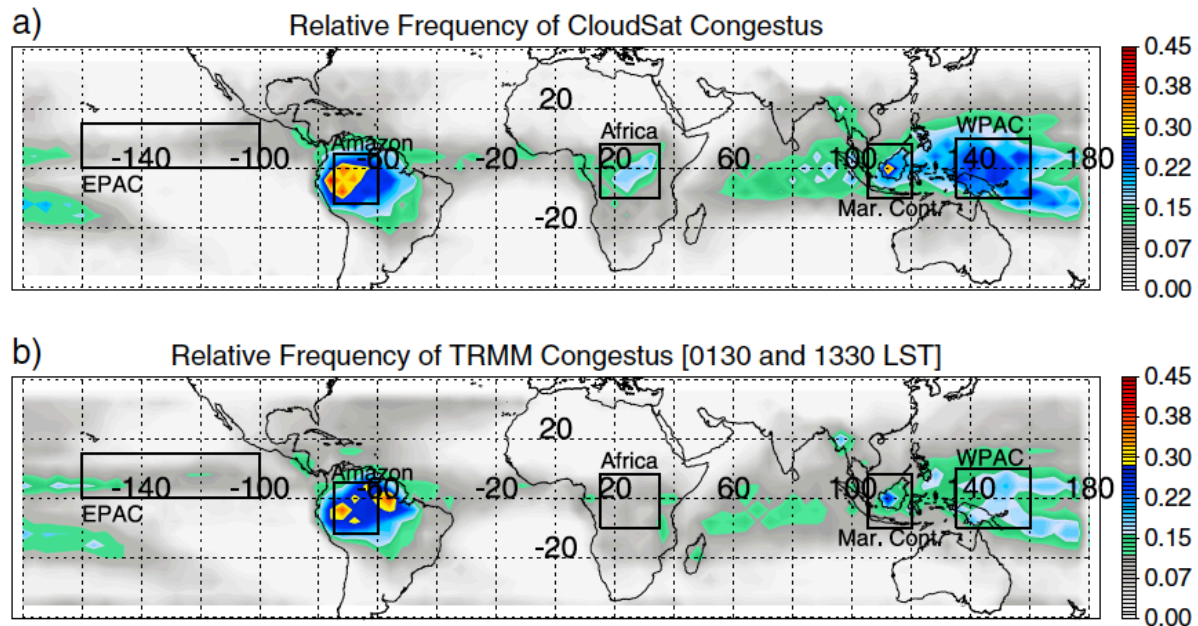 a)
Relative Frequency of CloudSat Congestus
0.45
0.38
0.30
0.22
0.15
0.07
0.00
20
Amazon
Africa
WPAC
-140 -100 -60 -20 20 60 100 40 180
EPAC
Mar. Cont.
-20
b)
Relative Frequency of TRMM Congestus [0130 and 1330 LST]
0.45
0.38
0.30
0.22
0.15
0.07
0.00
20
Amazon
Africa
WPAC
-140 -100 -60 -20 20 60 100 40 180
EPAC
Mar. Cont.
-20